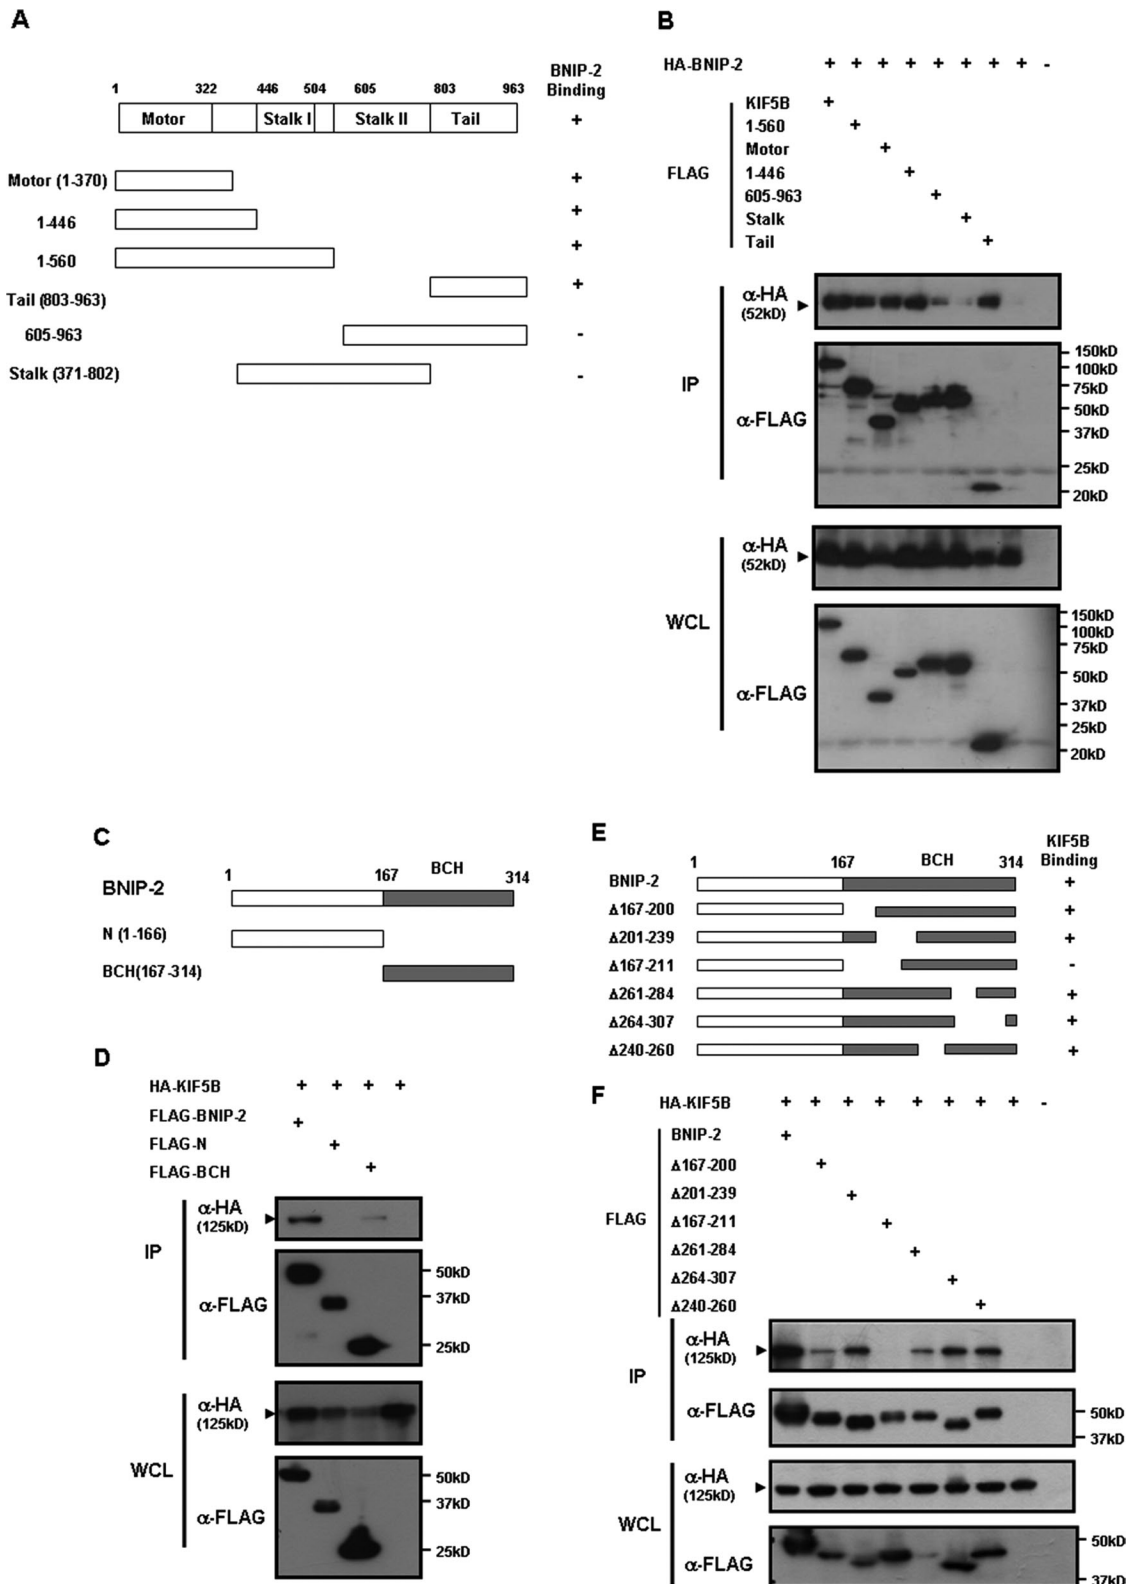 A
BNIP-2
Binding
1 322 446 504 605 803 963
Motor Stalk I Stalk II Tail +
Motor (1-370) +
1-446 +
1-560 +
Tail (803-963) +
605-963 -
Stalk (371-802) -
B
HA-BNIP-2 + + + + + + + + -
FLAG
KIF5B +
1-560 +
Motor +
1-446 +
605-963 +
Stalk +
Tail +
IP
α-HA
(52kD)
α-FLAG
150kD
100kD
75kD
50kD
37kD
25kD
20kD
WCL
α-HA
(52kD)
α-FLAG
150kD
100kD
75kD
50kD
37kD
25kD
20kD
C
1 167 BCH 314
BNIP-2
N (1-166)
BCH(167-314)
D
HA-KIF5B + + + +
FLAG-BNIP-2 +
FLAG-N +
FLAG-BCH +
IP
α-HA
(125kD)
α-FLAG
50kD
37kD
25kD
WCL
α-HA
(125kD)
α-FLAG
50kD
37kD
25kD
E
KIF5B
Binding
1 167 BCH 314
BNIP-2 +
Δ167-200 +
Δ201-239 +
Δ167-211 -
Δ261-284 +
Δ264-307 +
Δ240-260 +
F
HA-KIF5B + + + + + + + + -
FLAG
BNIP-2 +
Δ167-200 +
Δ201-239 +
Δ167-211 +
Δ261-284 +
Δ264-307 +
Δ240-260 +
IP
α-HA
(125kD)
α-FLAG
50kD
37kD
WCL
α-HA
(125kD)
α-FLAG
50kD
37kD